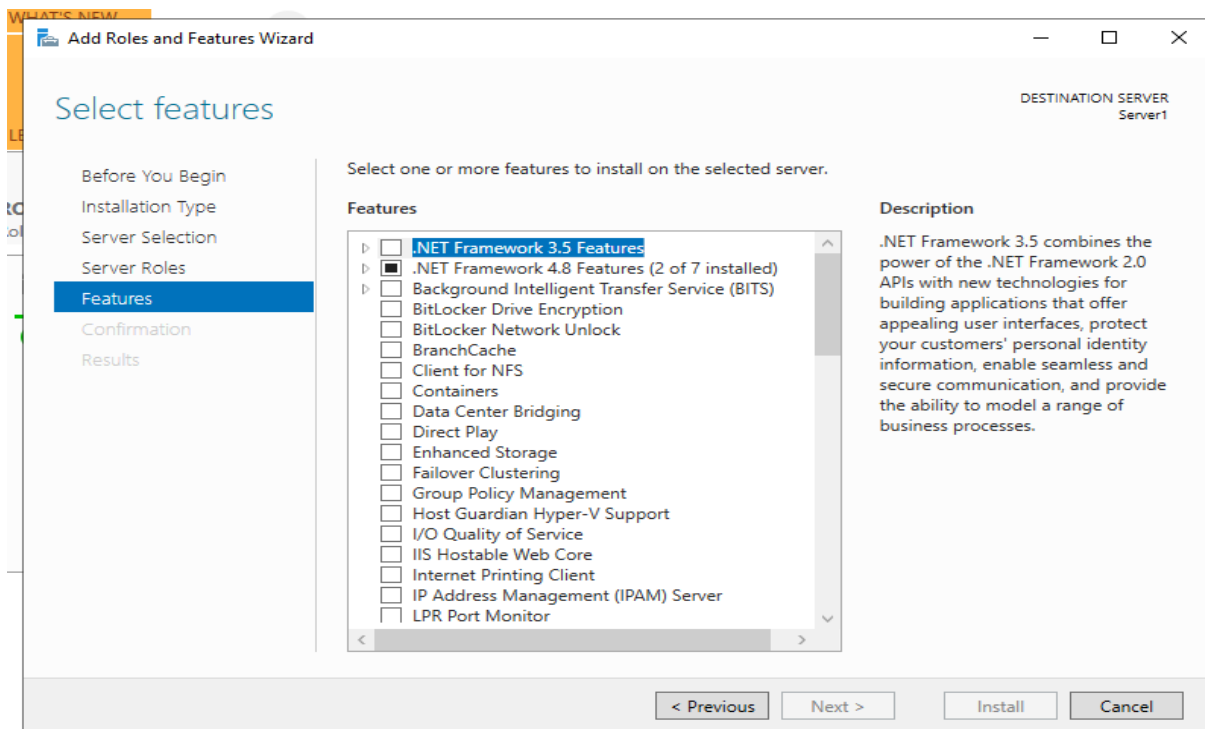 WHAT'S NEW
Add Roles and Features Wizard
Select features
DESTINATION SERVER
Server1
LE
Before You Begin
Installation Type
Server Selection
Server Roles
Features
Confirmation
Results
Select one or more features to install on the selected server.
Features
.NET Framework 3.5 Features
.NET Framework 4.8 Features (2 of 7 installed)
Background Intelligent Transfer Service (BITS)
BitLocker Drive Encryption
BitLocker Network Unlock
BranchCache
Client for NFS
Containers
Data Center Bridging
Direct Play
Enhanced Storage
Failover Clustering
Group Policy Management
Host Guardian Hyper-V Support
I/O Quality of Service
IIS Hostable Web Core
Internet Printing Client
IP Address Management (IPAM) Server
LPR Port Monitor
Description
.NET Framework 3.5 combines the
power of the .NET Framework 2.0
APIs with new technologies for
building applications that offer
appealing user interfaces, protect
your customers' personal identity
information, enable seamless and
secure communication, and provide
the ability to model a range of
business processes.
< Previous
Next >
Install
Cancel